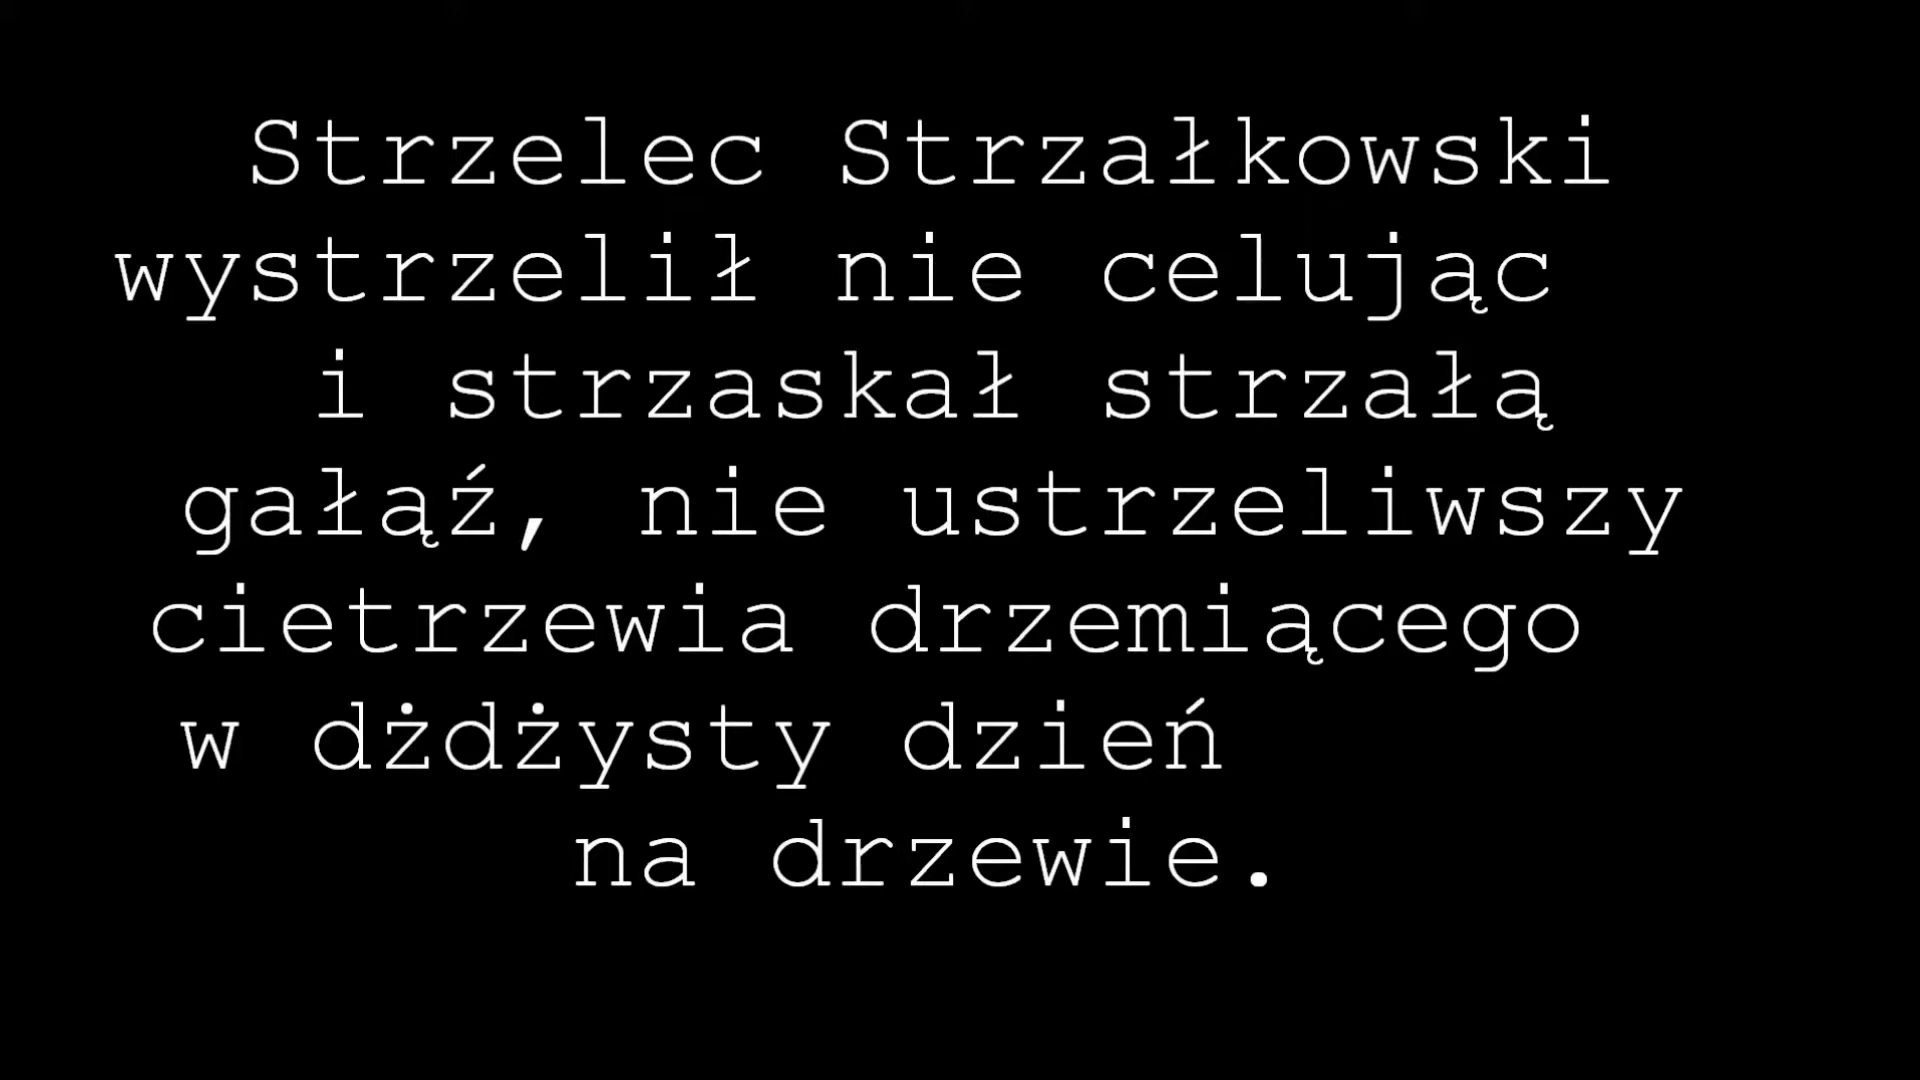 Strzelec Strzałkowski
wystrzelił nie celując
i strzaskał strzałą
gałąź, nie ustrzeliwszy
cietrzewia drzemiącego
w dżdżysty dzień
na drzewie.